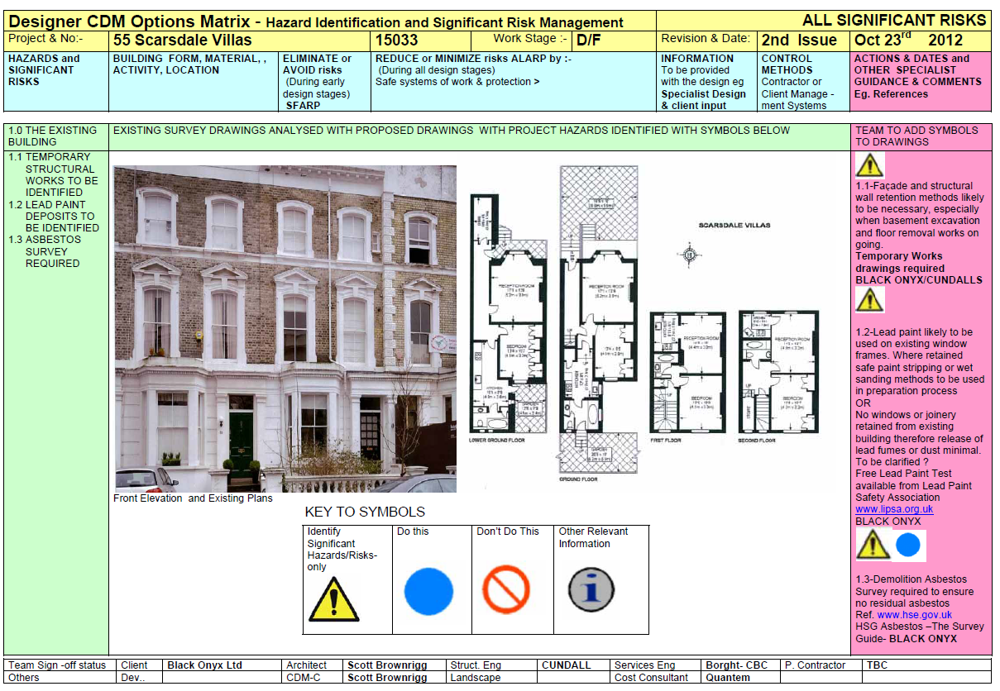 Designer CDM Options Matrix - Hazard Identification and Significant Risk Management
ALL SIGNIFICANT RISKS
Project & No:-
55 Scarsdale Villas
15033
Work Stage :-
D/F
Revision & Date:
2nd Issue
Oct 23rd 2012
HAZARDS and
SIGNIFICANT
RISKS
BUILDING FORM, MATERIAL, ,
ACTIVITY, LOCATION
ELIMINATE or
AVOID risks
(During early
design stages)
SFARP
REDUCE or MINIMIZE risks ALARP by :-
(During all design stages)
Safe systems of work & protection >
INFORMATION
To be provided
with the design eg
Specialist Design
& client input
CONTROL
METHODS
Contractor or
Client Manage -
ment Systems
ACTIONS & DATES and
OTHER SPECIALIST
GUIDANCE & COMMENTS
Eg. References
1.0 THE EXISTING
BUILDING
EXISTING SURVEY DRAWINGS ANALYSED WITH PROPOSED DRAWINGS WITH PROJECT HAZARDS IDENTIFIED WITH SYMBOLS BELOW
TEAM TO ADD SYMBOLS
TO DRAWINGS
1.1 TEMPORARY
STRUCTURAL
WORKS TO BE
IDENTIFIED
1.2 LEAD PAINT
DEPOSITS TO
BE IDENTIFIED
1.3 ASBESTOS
SURVEY
REQUIRED
SCARSDALE VILLAS
RECEPTION ROOM
BEDROOM
KITCHEN
GARDEN
LOWER GROUND FLOOR
RECEPTION ROOM
UP
KITCHEN
UP
GARDEN
GROUND FLOOR
RECEPTION ROOM
UP
BEDROOM
FIRST FLOOR
KITCHEN
RECEPTION ROOM
UP
BEDROOM
SECOND FLOOR
Front Elevation and Existing Plans
KEY TO SYMBOLS
Identify
Significant
Hazards/Risks-
only
Do this
Don't Do This
Other Relevant
Information
i
1.1-Façade and structural
wall retention methods likely
to be necessary, especially
when basement excavation
and floor removal works on
going.
Temporary Works
drawings required
BLACK ONYX/CUNDALLS
1.2-Lead paint likely to be
used on existing window
frames. Where retained
safe paint stripping or wet
sanding methods to be used
in preparation process
OR
No windows or joinery
retained from existing
building therefore release of
lead fumes or dust minimal.
To be clarified ?
Free Lead Paint Test
available from Lead Paint
Safety Association
www.lipsa.org.uk
BLACK ONYX
1.3-Demolition Asbestos
Survey required to ensure
no residual asbestos
Ref. www.hse.gov.uk
HSG Asbestos –The Survey
Guide- BLACK ONYX
Team Sign -off status
Client
Black Onyx Ltd
Architect
Scott Brownrigg
Struct. Eng
CUNDALL
Services Eng
Borght- CBC
P. Contractor
TBC
Others
Dev..
CDM-C
Scott Brownrigg
Landscape
Cost Consultant
Quantem